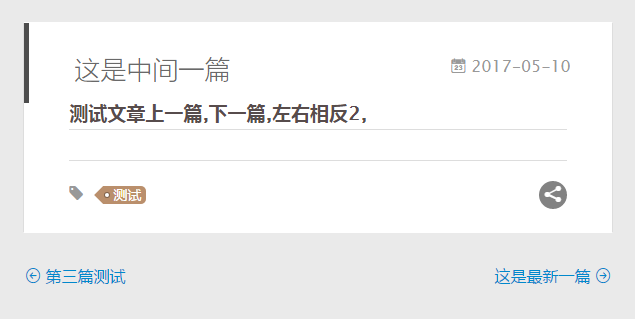 这是中间一篇
2017-05-10
测试文章上一篇,下一篇,左右相反2,
测试
第三篇测试
这是最新一篇